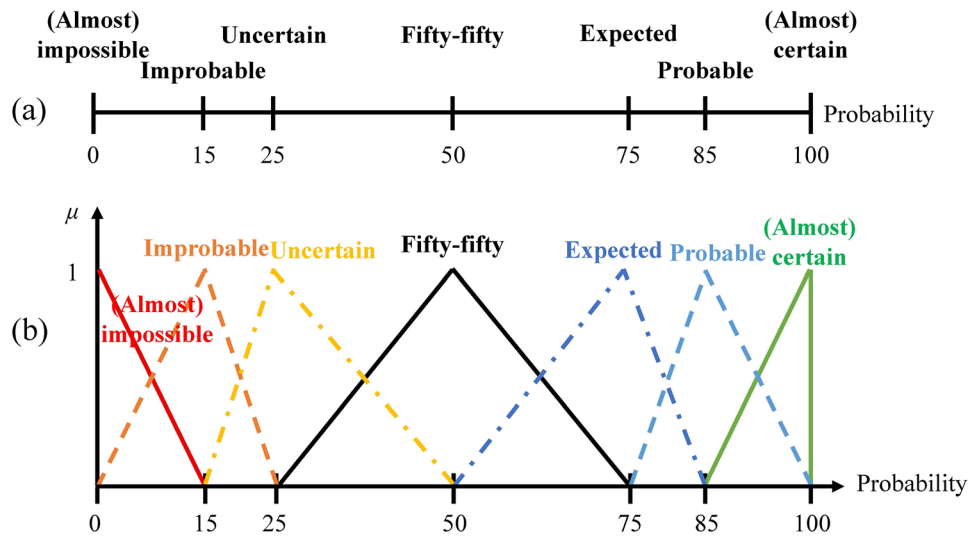 (Almost)
impossible
Uncertain
Fifty-fifty
Expected
(Almost)
certain
Improbable
Probable
(a)
Probability
0 15 25 50 75 85 100
μ
Improbable Uncertain Fifty-fifty Expected Probable
(Almost)
certain
1
(Almost)
impossible
(b)
Probability
0 15 25 50 75 85 100